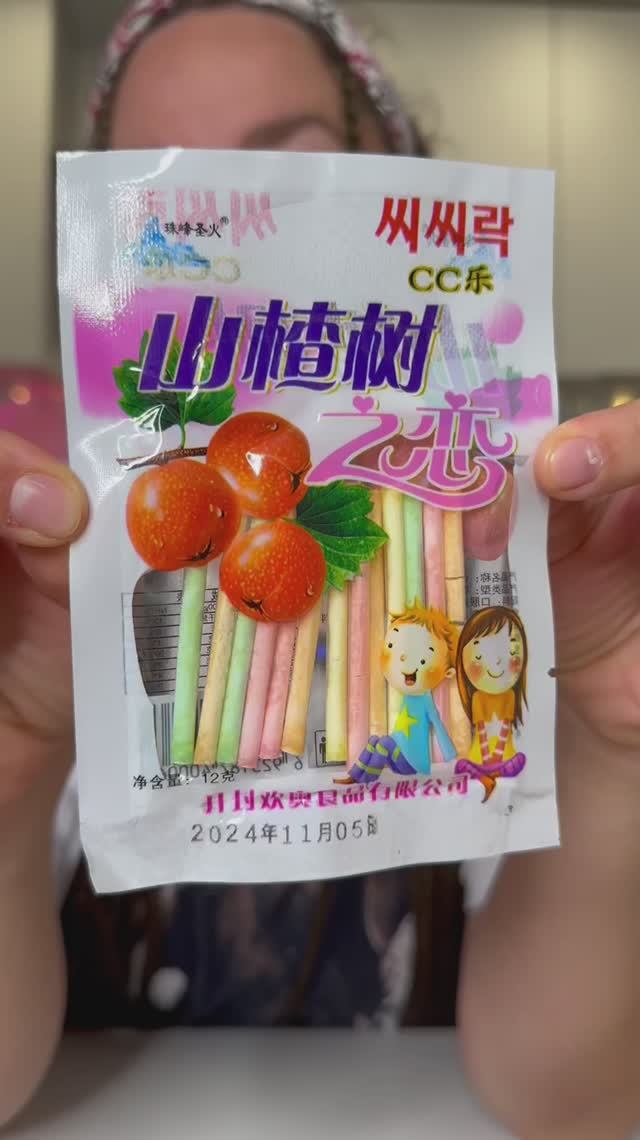 珠峰圣火®
씨씨락
CC乐
山楂树
之恋
净含量：12克
开封欢奥食品有限公司
2024年11月05日